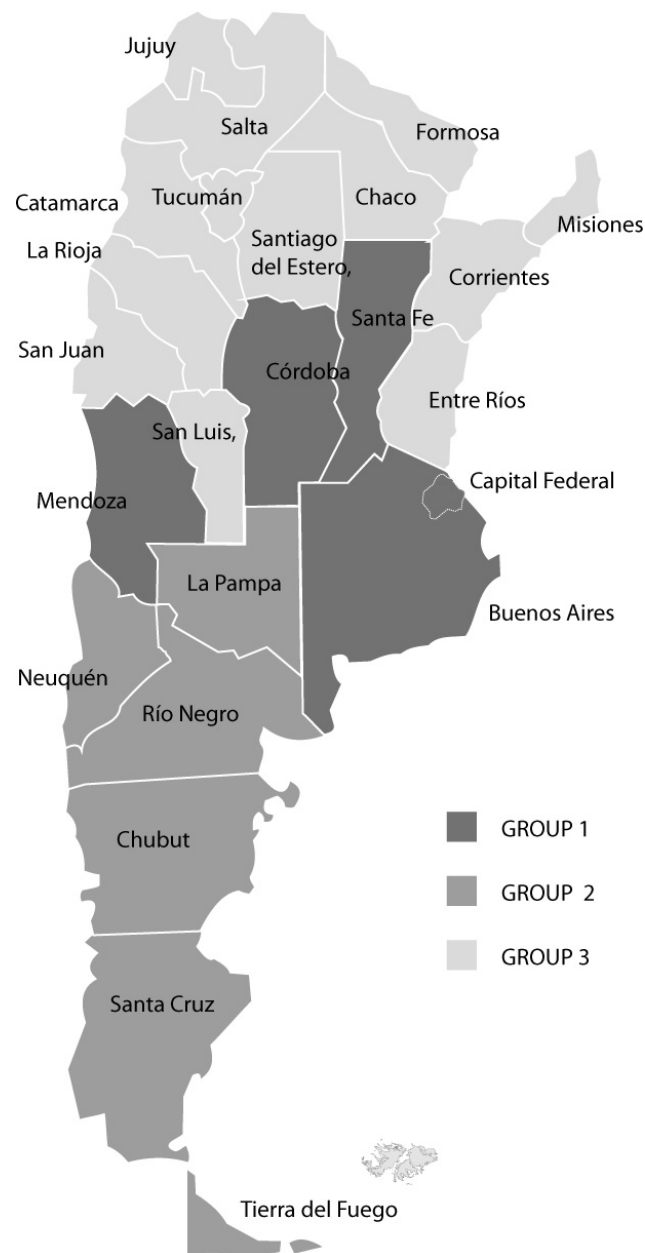 Jujuy
Salta
Formosa
Catamarca
Tucumán
Chaco
Misiones
La Rioja
Santiago
del Estero,
Corrientes
Santa Fe
San Juan
Córdoba
Entre Ríos
San Luis,
Mendoza
Capital Federal
La Pampa
Buenos Aires
Neuquén
Río Negro
Chubut
GROUP 1
GROUP 2
GROUP 3
Santa Cruz
Tierra del Fuego